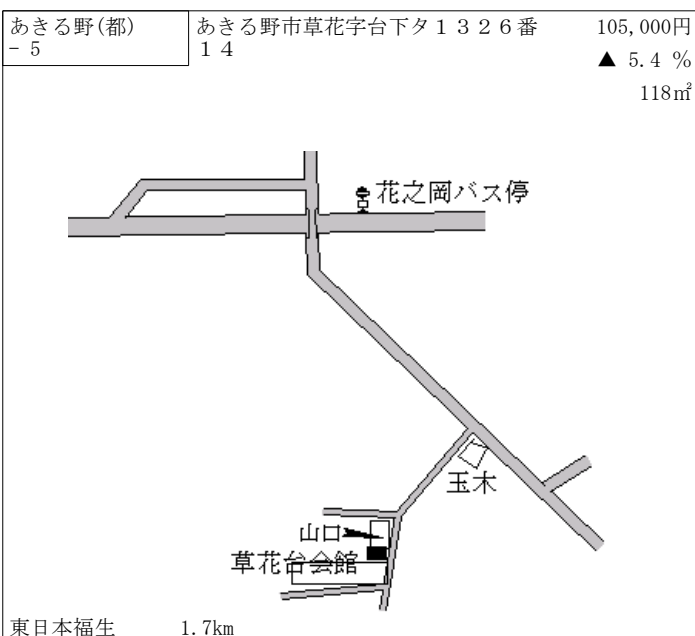 あきる野(都)
- 5
あきる野市草花字台下タ１３２６番
１４
105,000円
▲ 5.4 %
118㎡
花之岡バス停
玉木
山口
草花台会館
東日本福生 1.7km